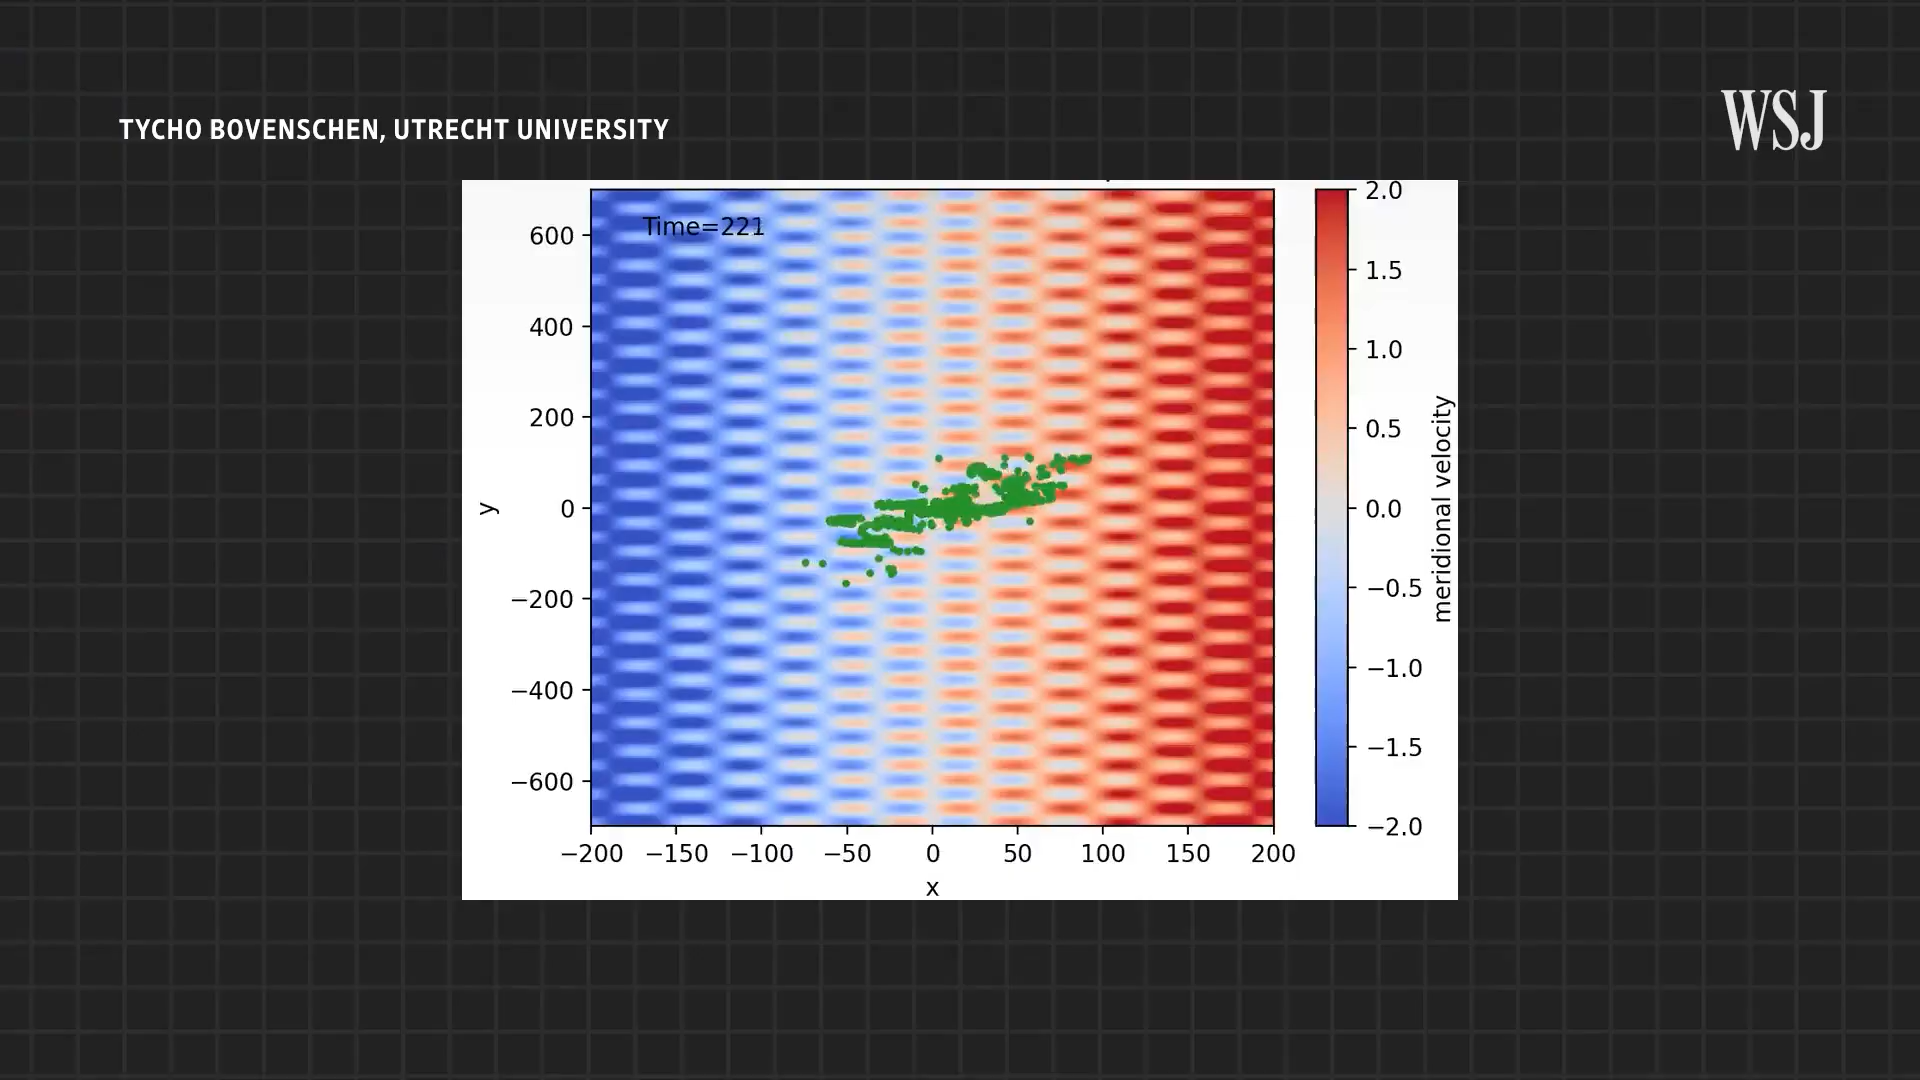 TYCHO BOVENSCHEN, UTRECHT UNIVERSITY
WSJ
Time=221
600
400
200
0
−200
−400
−600
y
−200 −150 −100 −50 0 50 100 150 200
x
2.0
1.5
1.0
0.5
0.0
−0.5
−1.0
−1.5
−2.0
meridional velocity